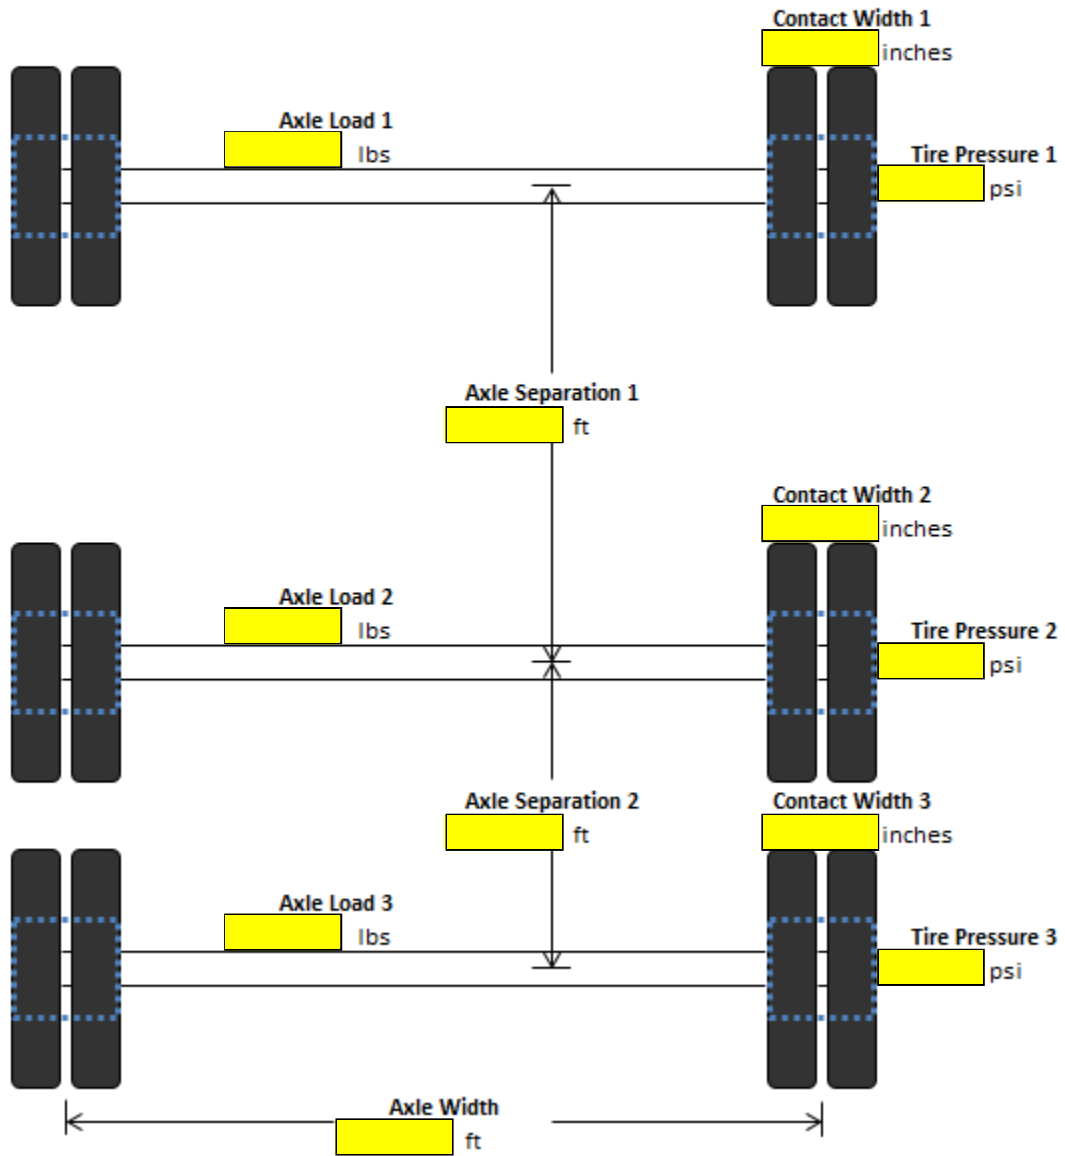 Contact Width 1
inches
Axle Load 1
lbs
Tire Pressure 1
psi
Axle Separation 1
ft
Contact Width 2
inches
Axle Load 2
lbs
Tire Pressure 2
psi
Axle Separation 2
ft
Contact Width 3
inches
Axle Load 3
lbs
Tire Pressure 3
psi
Axle Width
ft